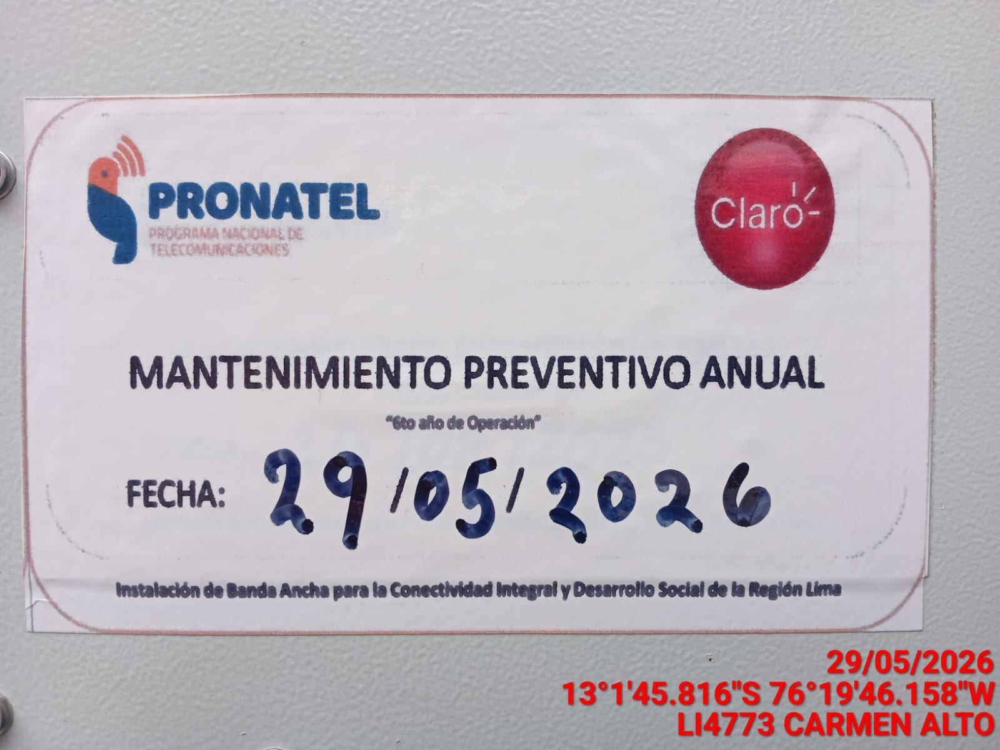 PRONATEL
PROGRAMA NACIONAL DE
TELECOMUNICACIONES
Claro
MANTENIMIENTO PREVENTIVO ANUAL
"6to año de Operación"
FECHA: 29/05/2026
Instalación de Banda Ancha para la Conectividad Integral y Desarrollo Social de la Región Lima
29/05/2026
13°1'45.816"S 76°19'46.158"W
LI4773 CARMEN ALTO